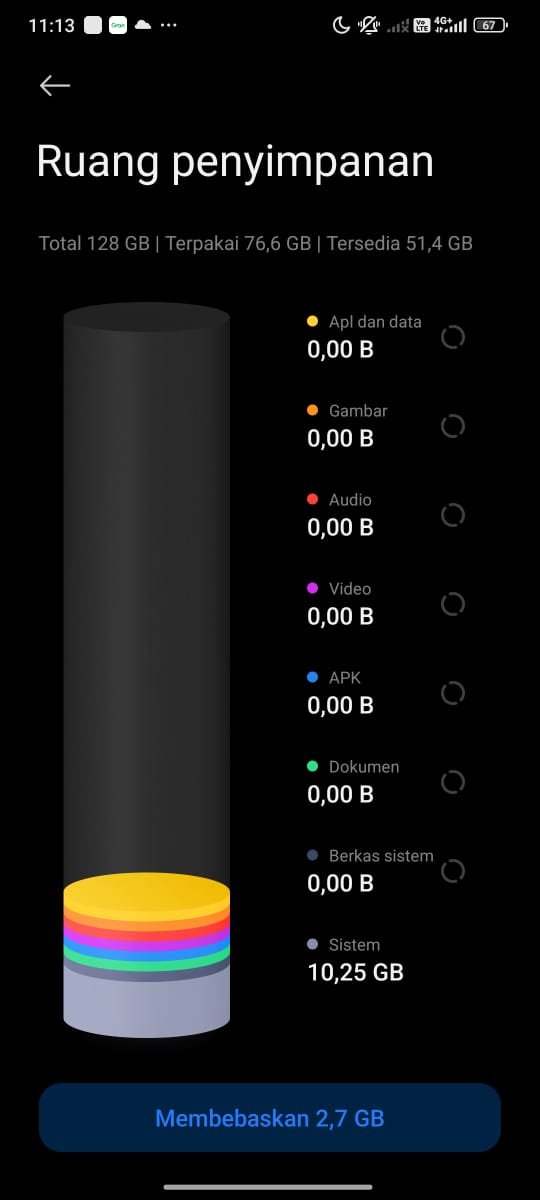 11:13
Vo
LTE
4G+
67
Ruang penyimpanan
Total 128 GB | Terpakai 76,6 GB | Tersedia 51,4 GB
Apl dan data
0,00 B
Gambar
0,00 B
Audio
0,00 B
Video
0,00 B
APK
0,00 B
Dokumen
0,00 B
Berkas sistem
0,00 B
Sistem
10,25 GB
Membebaskan 2,7 GB